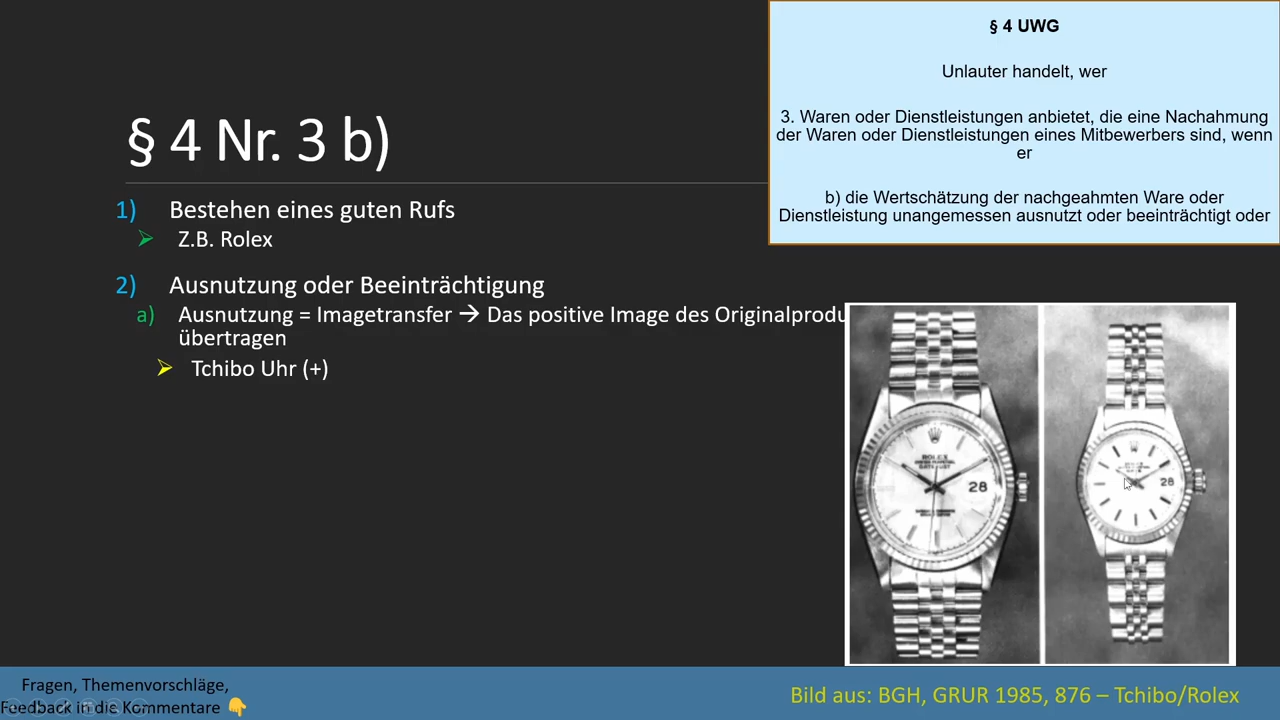 § 4 UWG
Unlauter handelt, wer
3. Waren oder Dienstleistungen anbietet, die eine Nachahmung
der Waren oder Dienstleistungen eines Mitbewerbers sind, wenn
er
b) die Wertschätzung der nachgeahmten Ware oder
Dienstleistung unangemessen ausnutzt oder beeinträchtigt oder
§ 4 Nr. 3 b)
1) Bestehen eines guten Rufs
Z.B. Rolex
2) Ausnutzung oder Beeinträchtigung
a) Ausnutzung = Imagetransfer → Das positive Image des Originalprodu
übertragen
Tchibo Uhr (+)
ROLEX
DATEJUST
28
28
Fragen, Themenvorschläge,
Feedback in die Kommentare 👇
Bild aus: BGH, GRUR 1985, 876 – Tchibo/Rolex